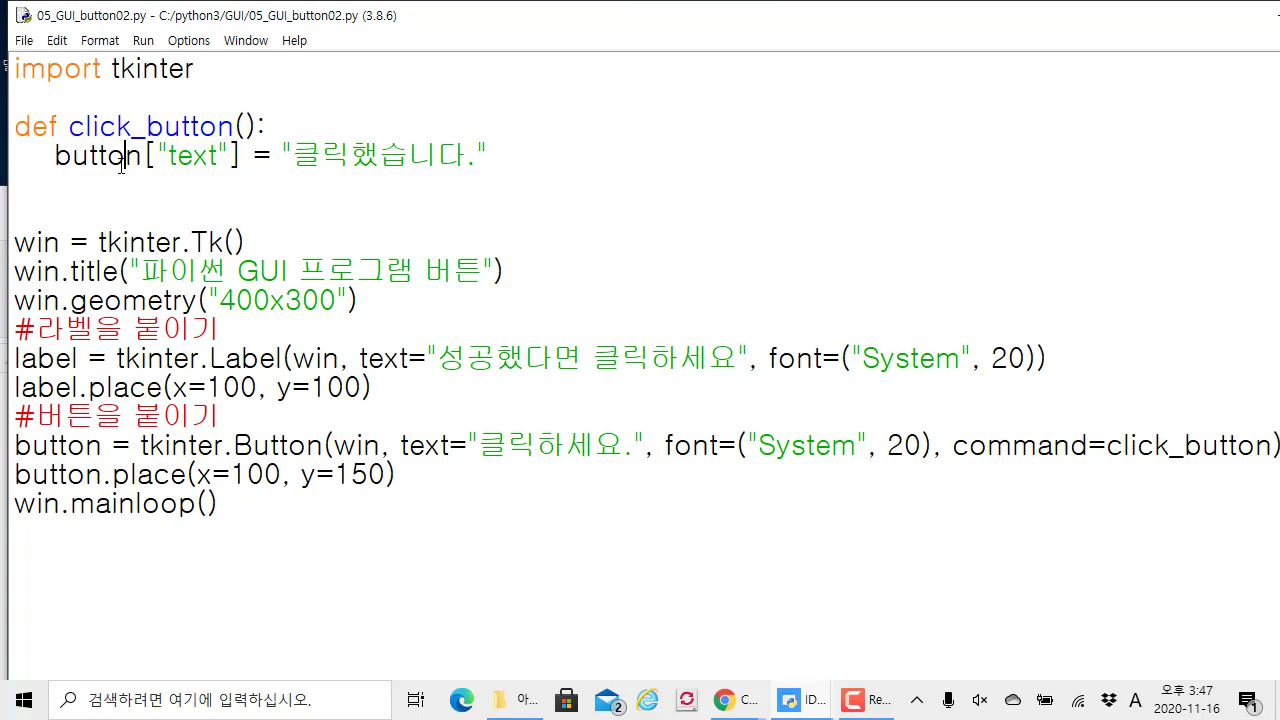 05_GUI_button02.py - C:/python3/GUI/05_GUI_button02.py (3.8.6)
File Edit Format Run Options Window Help
import tkinter
def click_button():
button["text"] = "클릭했습니다."
win = tkinter.Tk()
win.title("파이썬 GUI 프로그램 버튼")
win.geometry("400x300")
#라벨을 붙이기
label = tkinter.Label(win, text="성공했다면 클릭하세요", font=("System", 20))
label.place(x=100, y=100)
#버튼을 붙이기
button = tkinter.Button(win, text="클릭하세요.", font=("System", 20), command=click_button)
button.place(x=100, y=150)
win.mainloop()
검색하려면 여기에 입력하십시오. 아... 2 C... ID... Re... A 오후 3:47 1
2020-11-16